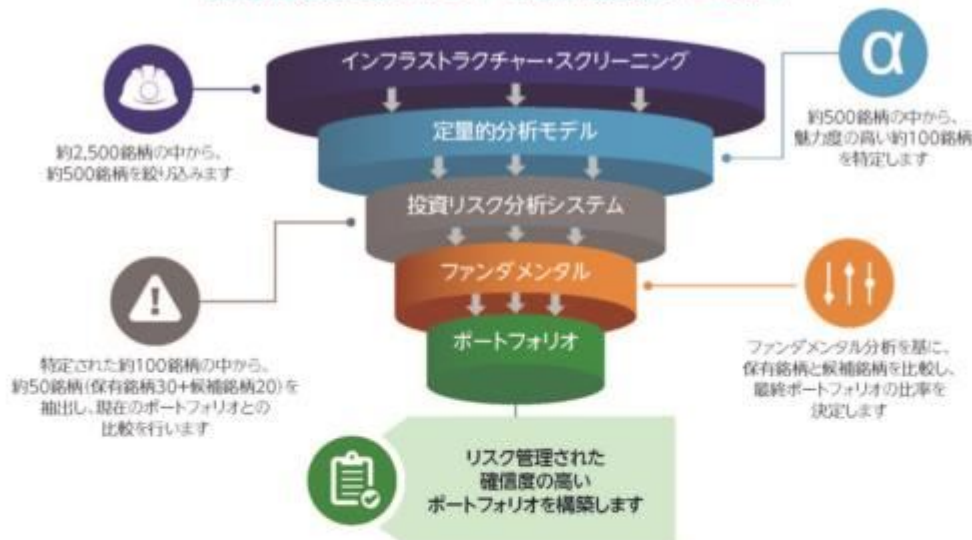 インフラストラクチャー・スクリーニング
定量的分析モデル
投資リスク分析システム
ファンダメンタル
ポートフォリオ
約2,500銘柄の中から、
約500銘柄を絞り込みます
α
約500銘柄の中から、
魅力度の高い約100銘柄
を特定します
特定された約100銘柄の中から、
約50銘柄(保有銘柄30+候補銘柄20)を
抽出し、現在のポートフォリオとの
比較を行います
ファンダメンタル分析を基に、
保有銘柄と候補銘柄を比較し、
最終ポートフォリオの比率を
決定します
リスク管理された
確信度の高い
ポートフォリオを構築します